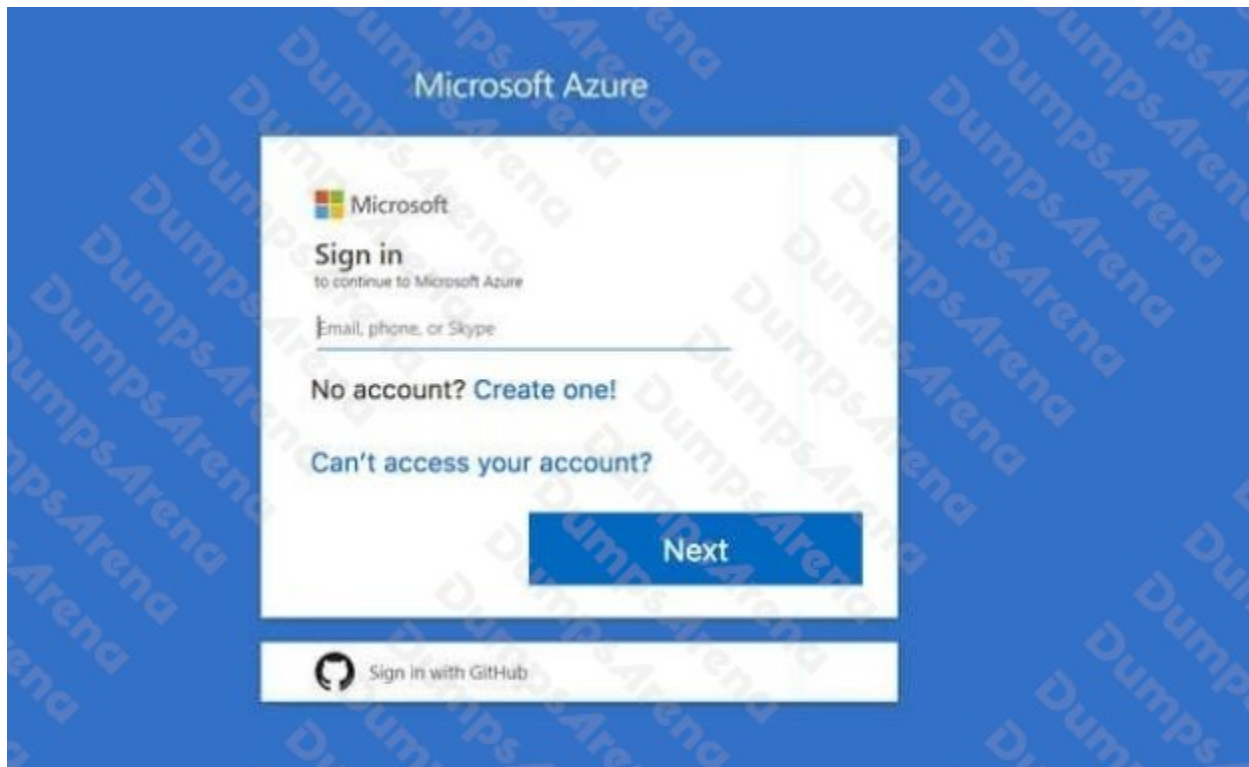 Microsoft Azure
Microsoft
Sign in
to continue to Microsoft Azure
Email, phone, or Skype
No account? Create one!
Can't access your account?
Next
Sign in with GitHub
DumpsArena